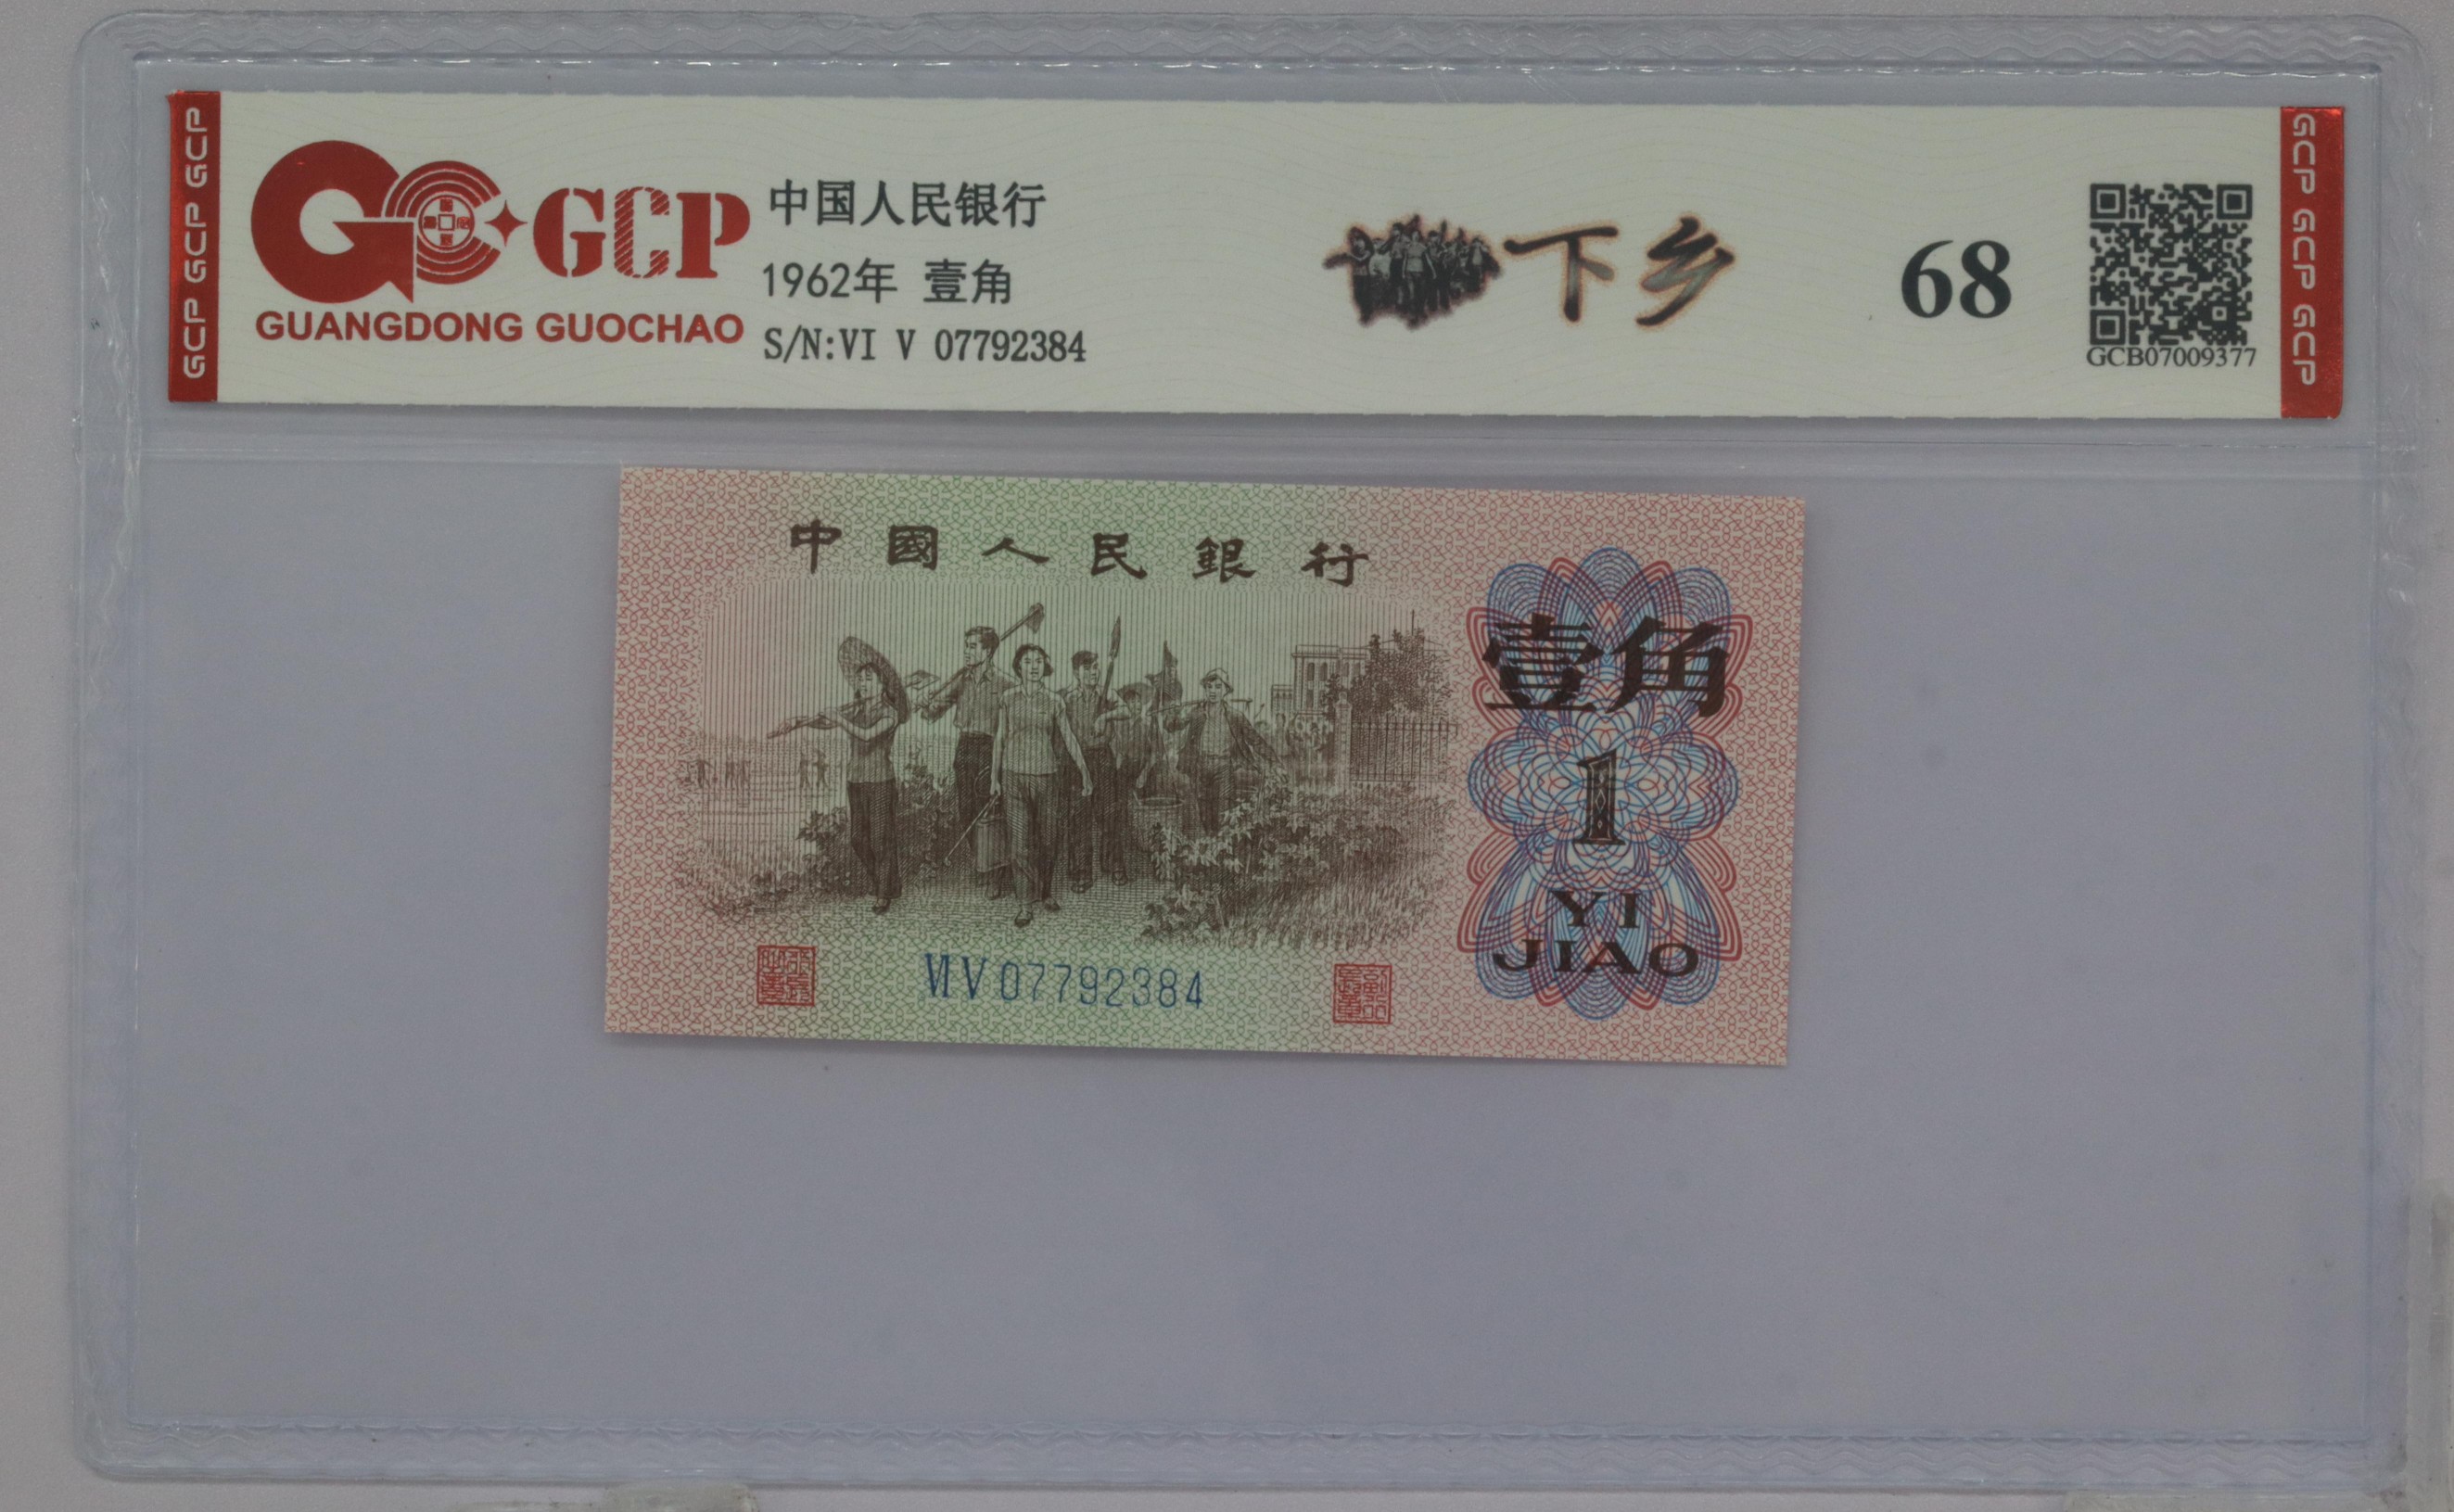 GCP GCP GCP
GCP
GUANGDONG GUOCHAO
中国人民银行
1962年 壹角
S/N:VI V 07792384
下乡
68
GCB07009377
GCP GCP GCP
中國人民銀行
壹角
1
YI
JIAO
VI V 07792384